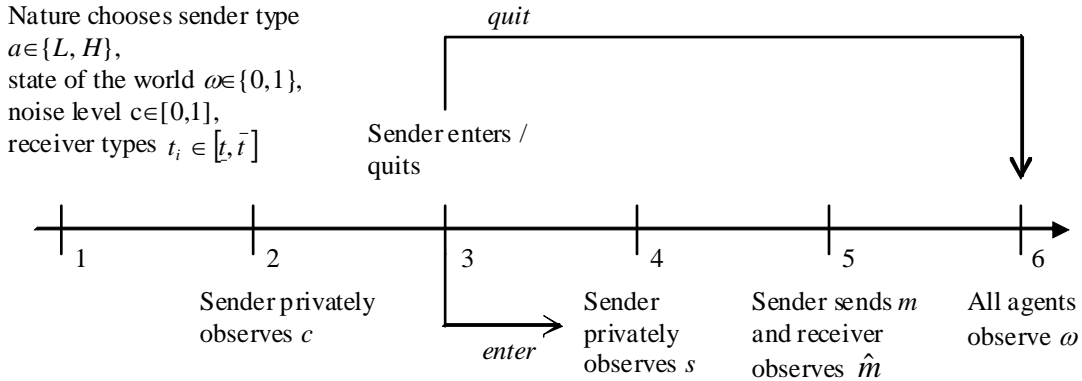 Nature chooses sender type
a∈{L, H},
state of the world ω∈{0,1},
noise level c∈[0,1],
receiver types tᵢ ∈ [t̲, t̄]
quit
Sender enters /
quits
1 2 3 4 5 6
Sender privately
observes c
enter
Sender
privately
observes s
Sender sends m
and receiver
observes m̂
All agents
observe ω